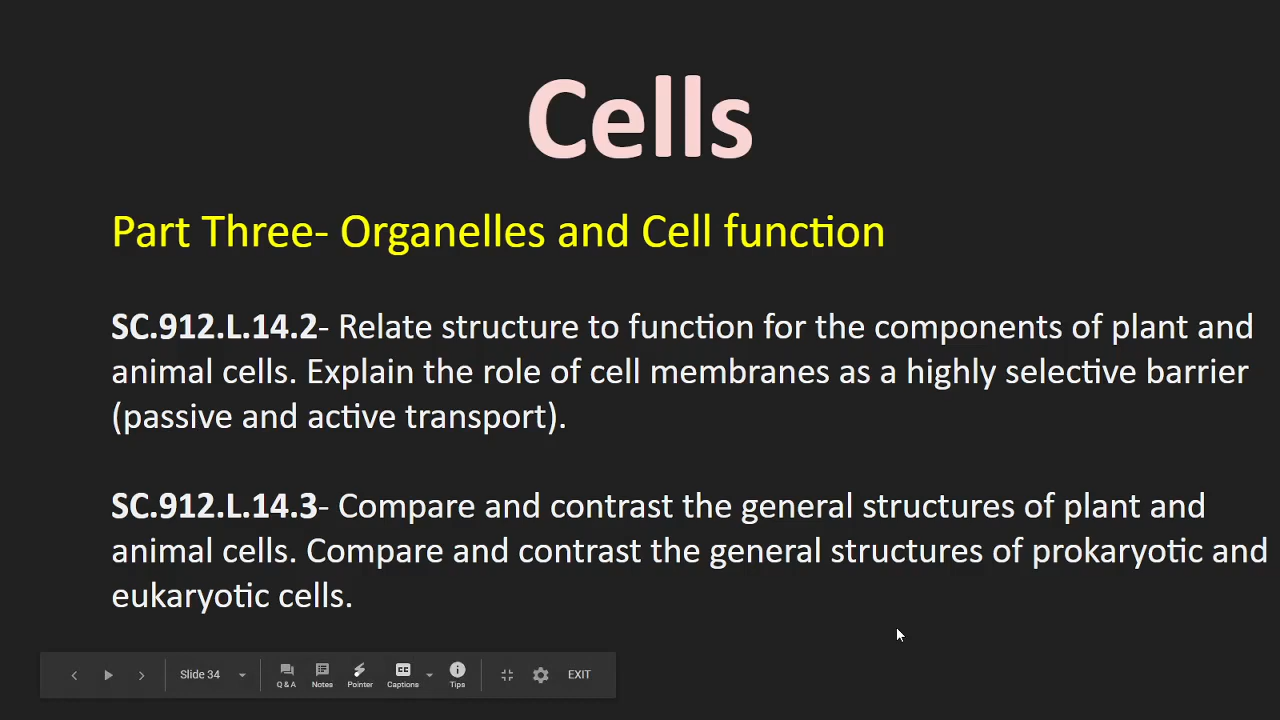 Cells
Part Three- Organelles and Cell function
SC.912.L.14.2- Relate structure to function for the components of plant and
animal cells. Explain the role of cell membranes as a highly selective barrier
(passive and active transport).
SC.912.L.14.3- Compare and contrast the general structures of plant and
animal cells. Compare and contrast the general structures of prokaryotic and
eukaryotic cells.
Slide 34 Q & A Notes Pointer CC Captions Tips EXIT